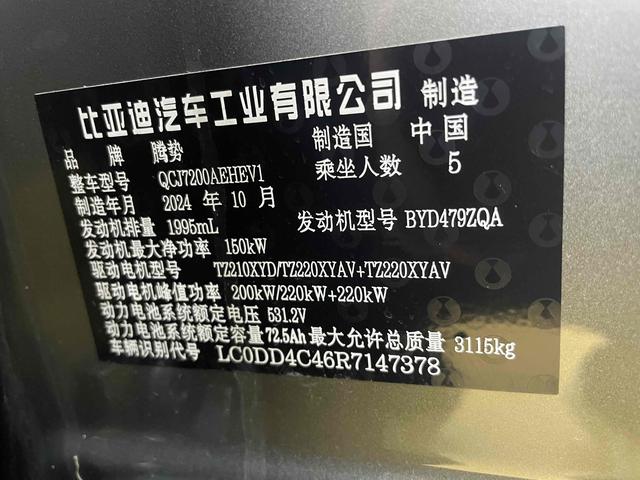 比亚迪汽车工业有限公司 制造
品牌 腾势 制造国 中国
整车型号 QCJ7200AEHEV1 乘坐人数 5
制造年月 2024 年 10 月
发动机排量 1995mL 发动机型号 BYD479ZQA
发动机最大净功率 150kW
驱动电机型号 TZ210XYD/TZ220XYAV+TZ220XYAV
驱动电机峰值功率 200kW/220kW+220kW
动力电池系统额定电压 531.2V
动力电池系统额定容量 72.5Ah 最大允许总质量 3115kg
车辆识别代号 LC0DD4C46R7147378